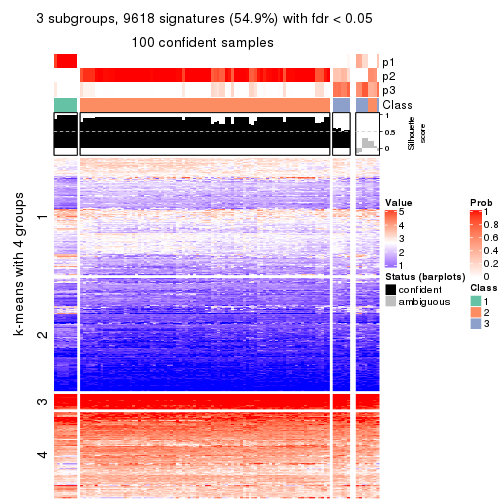 3 subgroups, 9618 signatures (54.9%) with fdr < 0.05
100 confident samples
p1
p2
p3
Class
1
0.5
0
Silhouette
score
k-means with 4 groups
1
2
3
4
Value
5
4
3
2
1
Status (barplots)
confident
ambiguous
Prob
1
0.8
0.6
0.4
0.2
0
Class
1
2
3